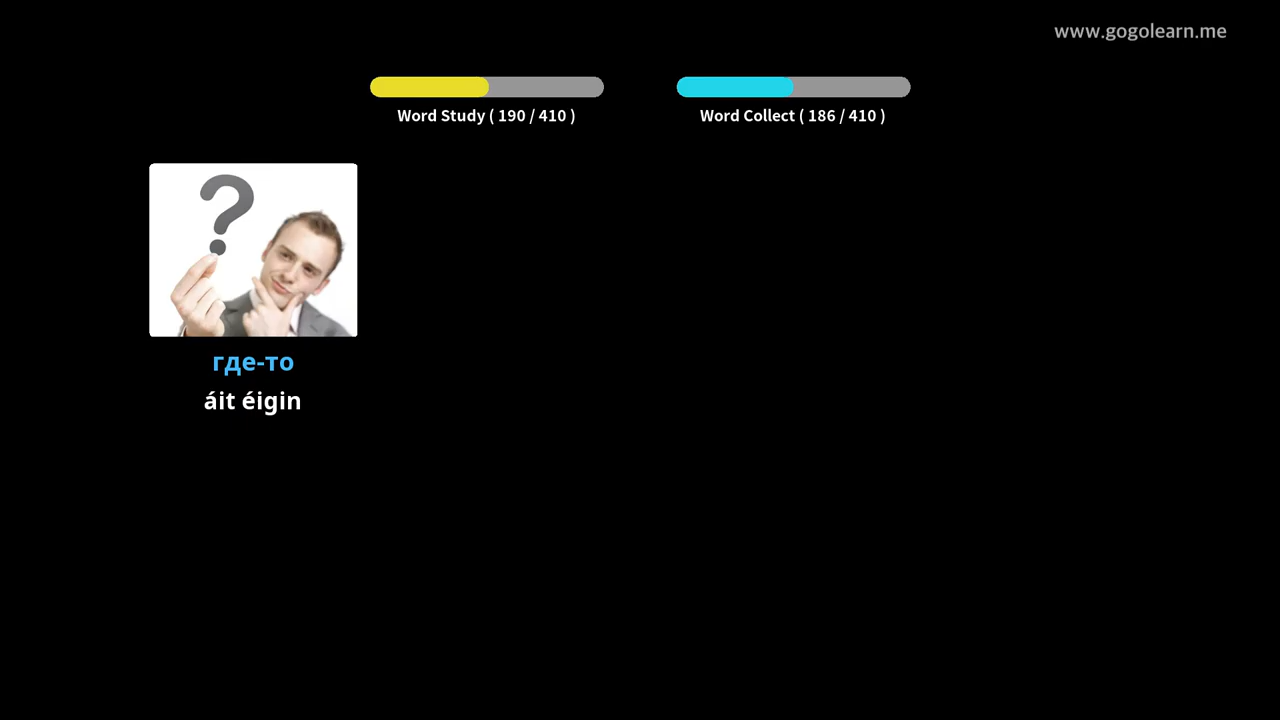 www.gogolearn.me
Word Study ( 190 / 410 )
Word Collect ( 186 / 410 )
?
где-то
áit éigin